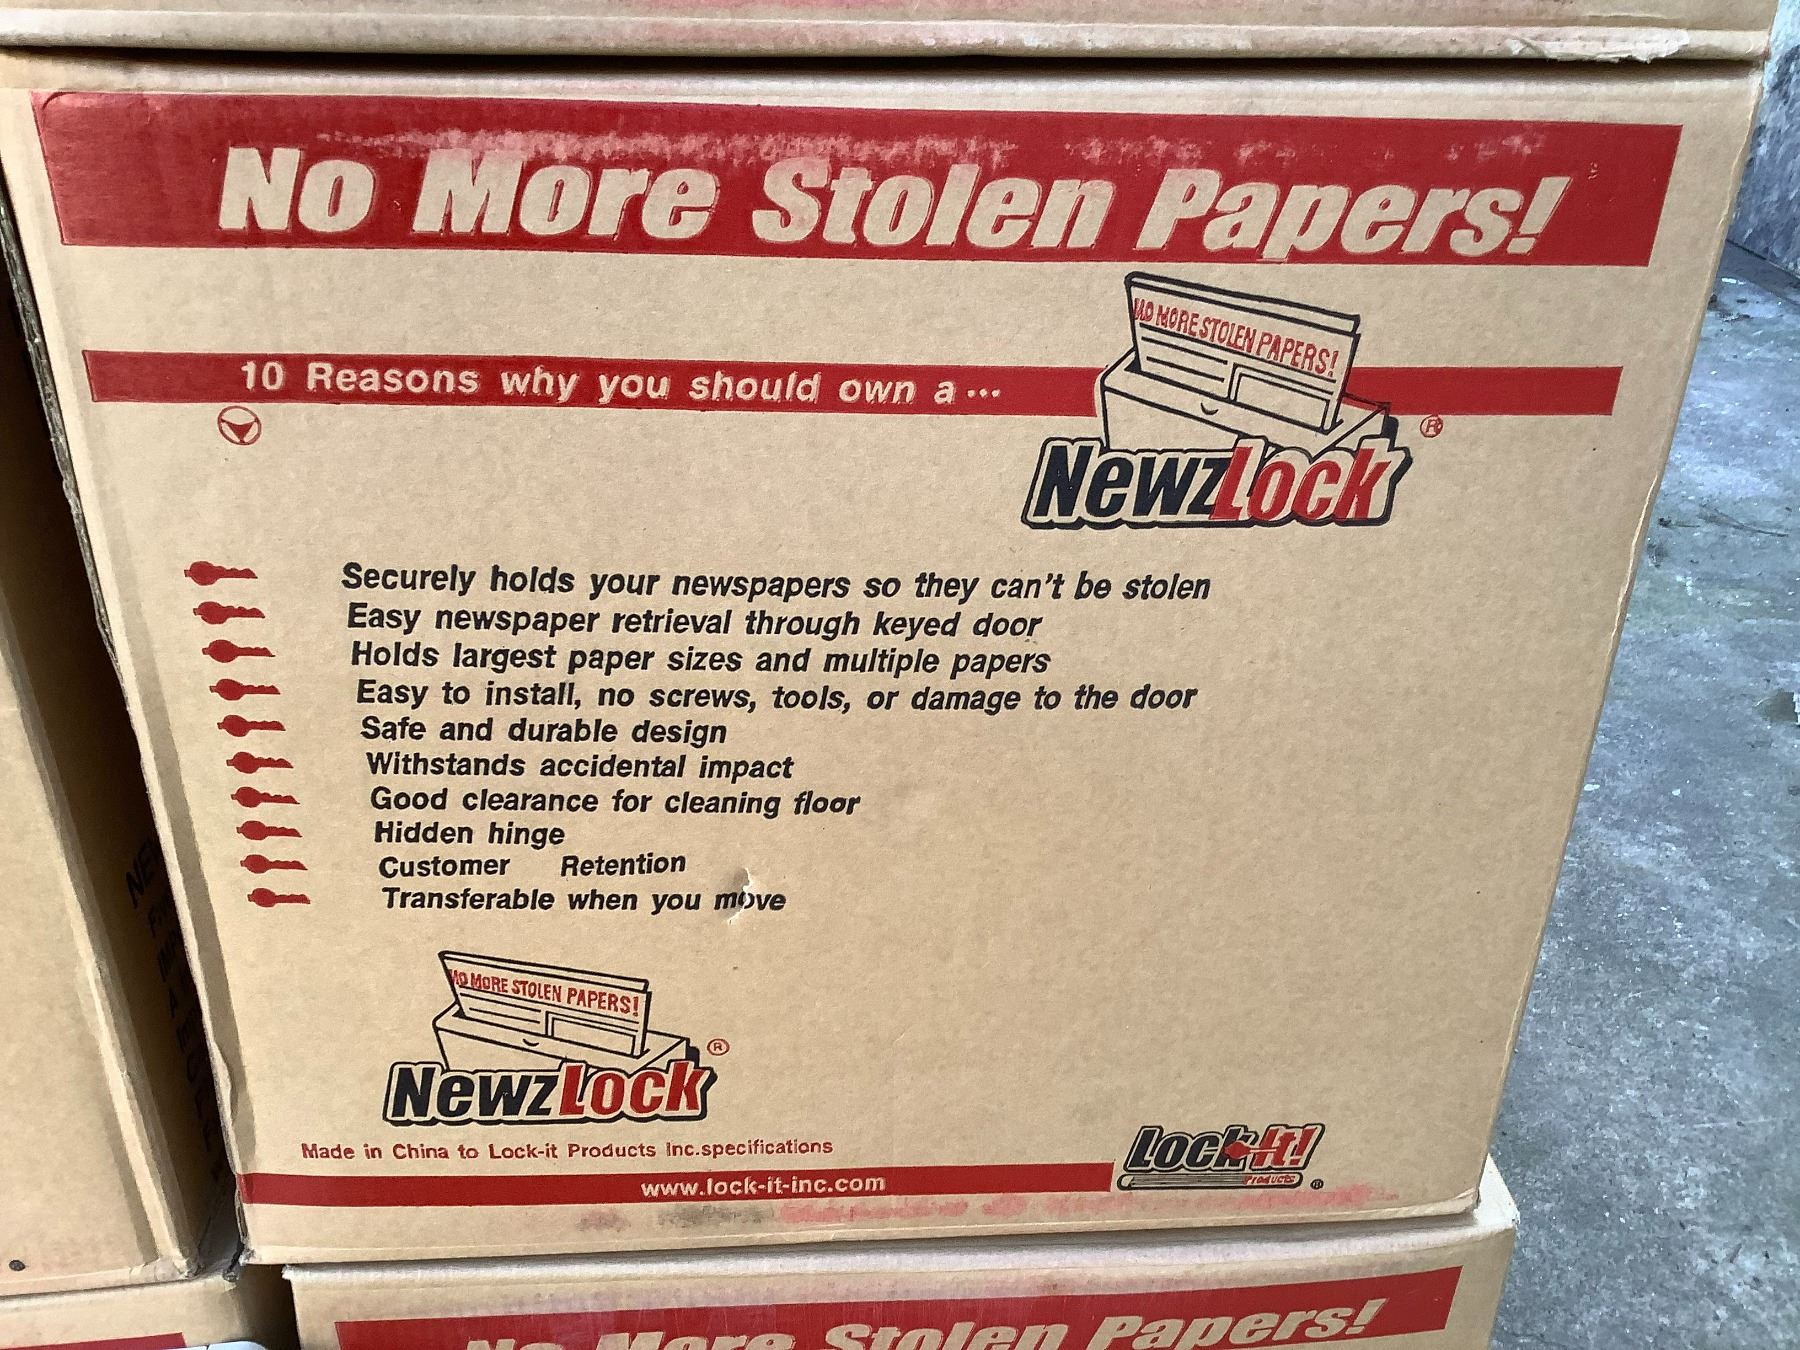 No More Stolen Papers!
NO MORE STOLEN PAPERS!
10 Reasons why you should own a...
NewzLock ®
Securely holds your newspapers so they can't be stolen
Easy newspaper retrieval through keyed door
Holds largest paper sizes and multiple papers
Easy to install, no screws, tools, or damage to the door
Safe and durable design
Withstands accidental impact
Good clearance for cleaning floor
Hidden hinge
Customer Retention
Transferable when you move
NO MORE STOLEN PAPERS!
NewzLock ®
Made in China to Lock-it Products Inc.specifications
Lock-It!
PRODUCTS ®
www.lock-it-inc.com
No More Stolen Papers!